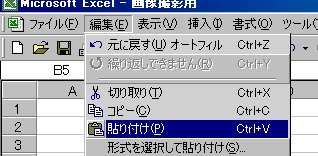 Microsoft Excel - 画像撮影用
ファイル(F) 編集(E) 表示(V) 挿入(I) 書式(O) ツール(
元に戻す(U) オートフィル Ctrl+Z
繰り返しできません(R) Ctrl+Y
B5
切り取り(T) Ctrl+X
A
コピー(C) Ctrl+C
1
貼り付け(P) Ctrl+V
2
形式を選択して貼り付け(S)...
3